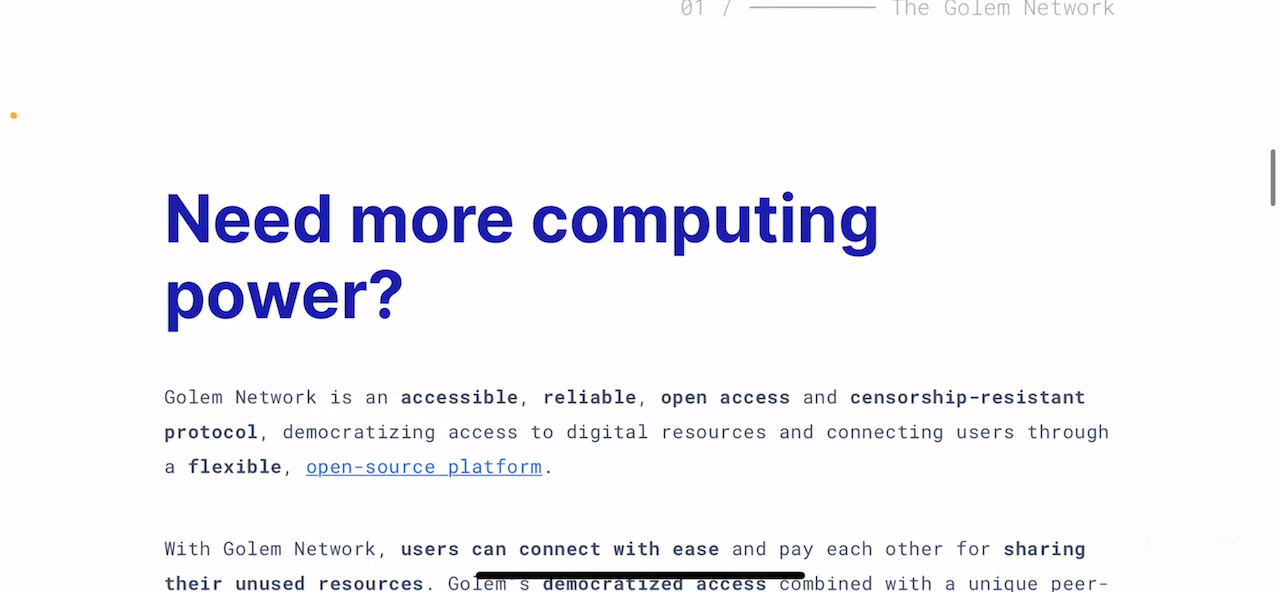 01 / The Golem Network
Need more computing
power?
Golem Network is an accessible, reliable, open access and censorship-resistant
protocol, democratizing access to digital resources and connecting users through
a flexible, open-source platform.
With Golem Network, users can connect with ease and pay each other for sharing
their unused resources. Golem's democratized access combined with a unique peer-